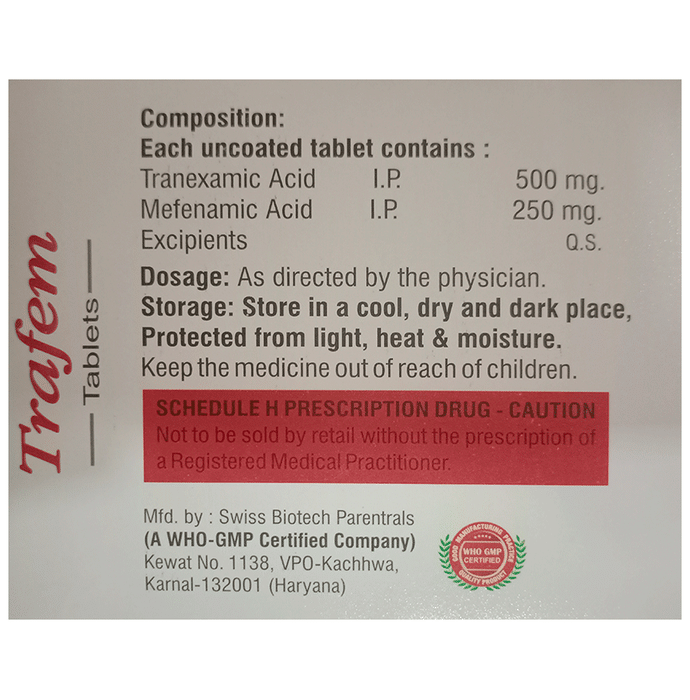 Trafem
Tablets
Composition:
Each uncoated tablet contains :
Tranexamic Acid I.P. 500 mg.
Mefenamic Acid I.P. 250 mg.
Excipients Q.S.
Dosage: As directed by the physician.
Storage: Store in a cool, dry and dark place,
Protected from light, heat & moisture.
Keep the medicine out of reach of children.
SCHEDULE H PRESCRIPTION DRUG - CAUTION
Not to be sold by retail without the prescription of
a Registered Medical Practitioner.
Mfd. by : Swiss Biotech Parentrals
(A WHO-GMP Certified Company)
Kewat No. 1138, VPO-Kachhwa,
Karnal-132001 (Haryana)
GOOD MANUFACTURING PRACTICE
WHO GMP
CERTIFIED
QUALITY PRODUCT